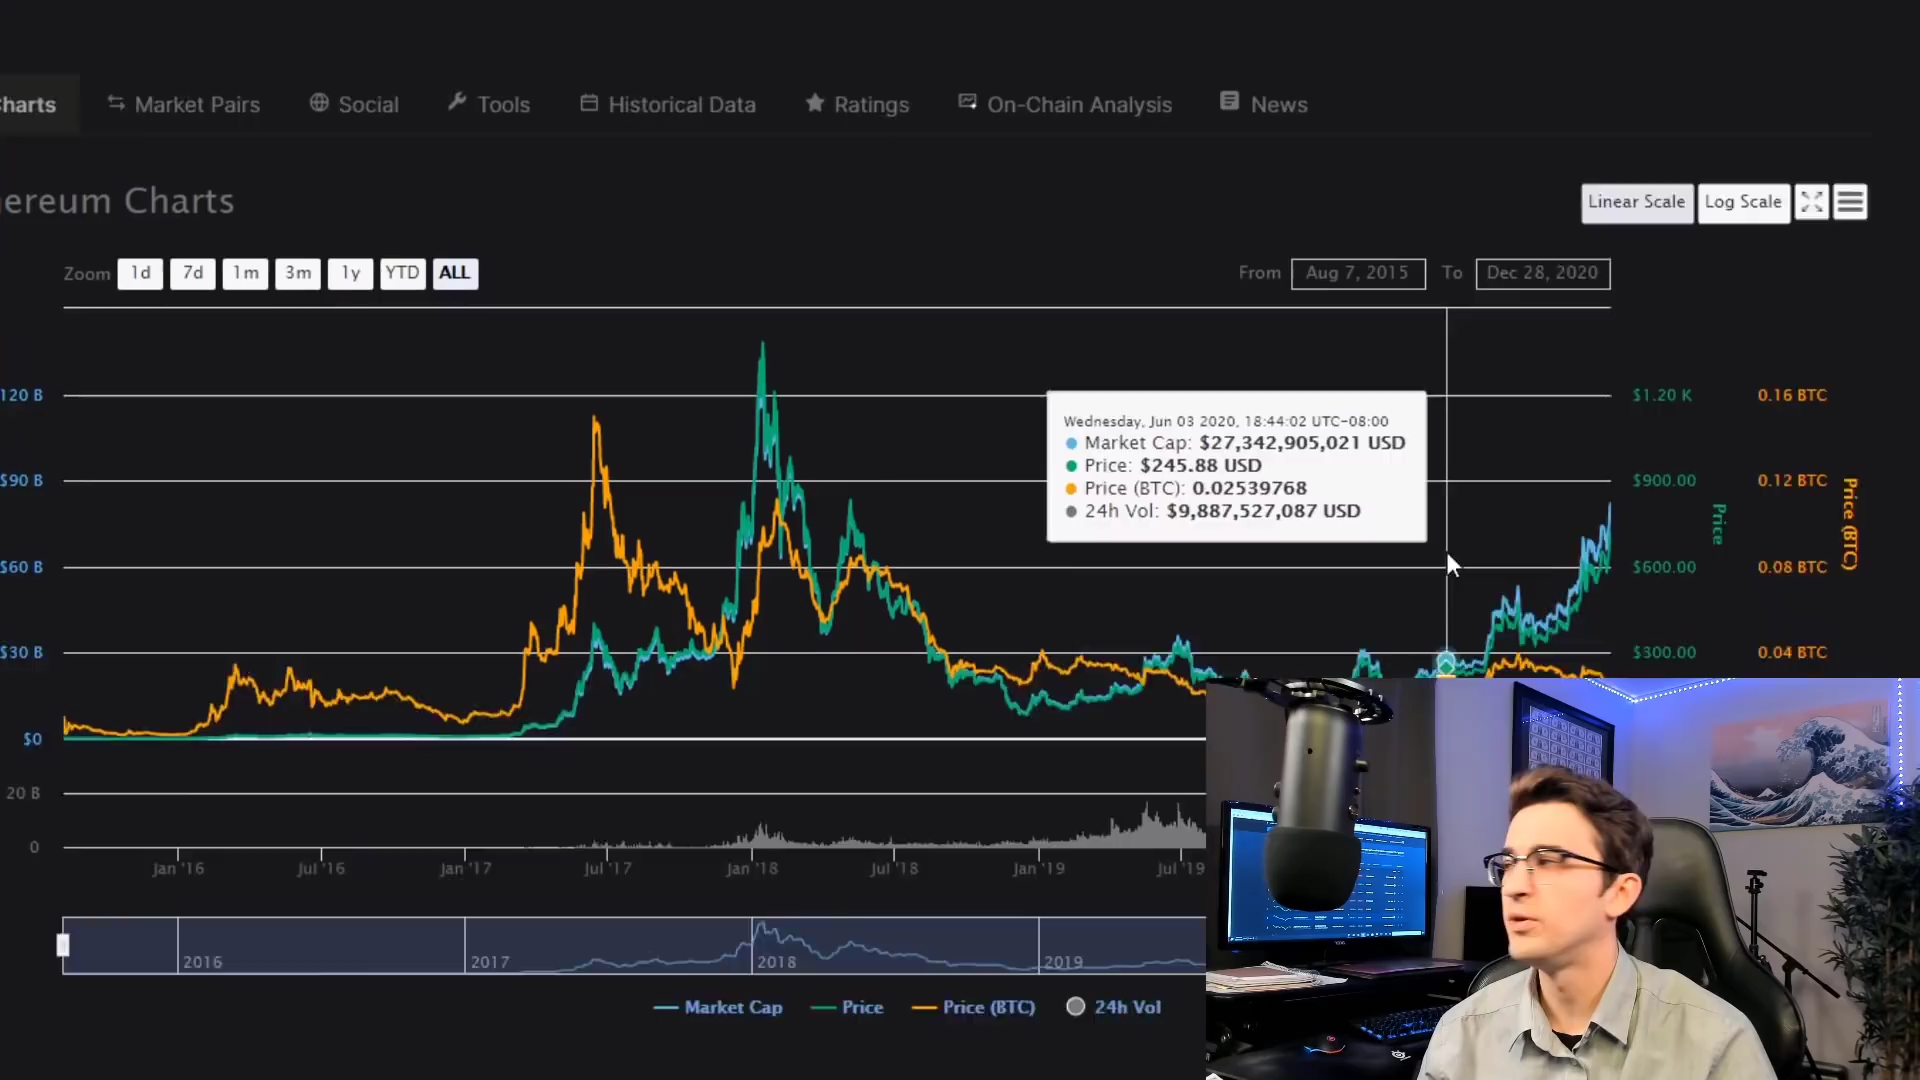 Charts Market Pairs Social Tools Historical Data Ratings On-Chain Analysis News
ereum Charts
Linear Scale Log Scale
Zoom 1d 7d 1m 3m 1y YTD ALL
From Aug 7, 2015 To Dec 28, 2020
120 B
$90 B
$60 B
$30 B
$0
20 B
0
Wednesday, Jun 03 2020, 18:44:02 UTC-08:00
Market Cap: $27,342,905,021 USD
Price: $245.88 USD
Price (BTC): 0.02539768
24h Vol: $9,887,527,087 USD
$1.20 K
$900.00
$600.00
$300.00
Price
0.16 BTC
0.12 BTC
0.08 BTC
0.04 BTC
Price (BTC)
Jan '16 Jul '16 Jan '17 Jul '17 Jan '18 Jul '18 Jan '19 Jul '19
2016 2017 2018 2019
Market Cap Price Price (BTC) 24h Vol